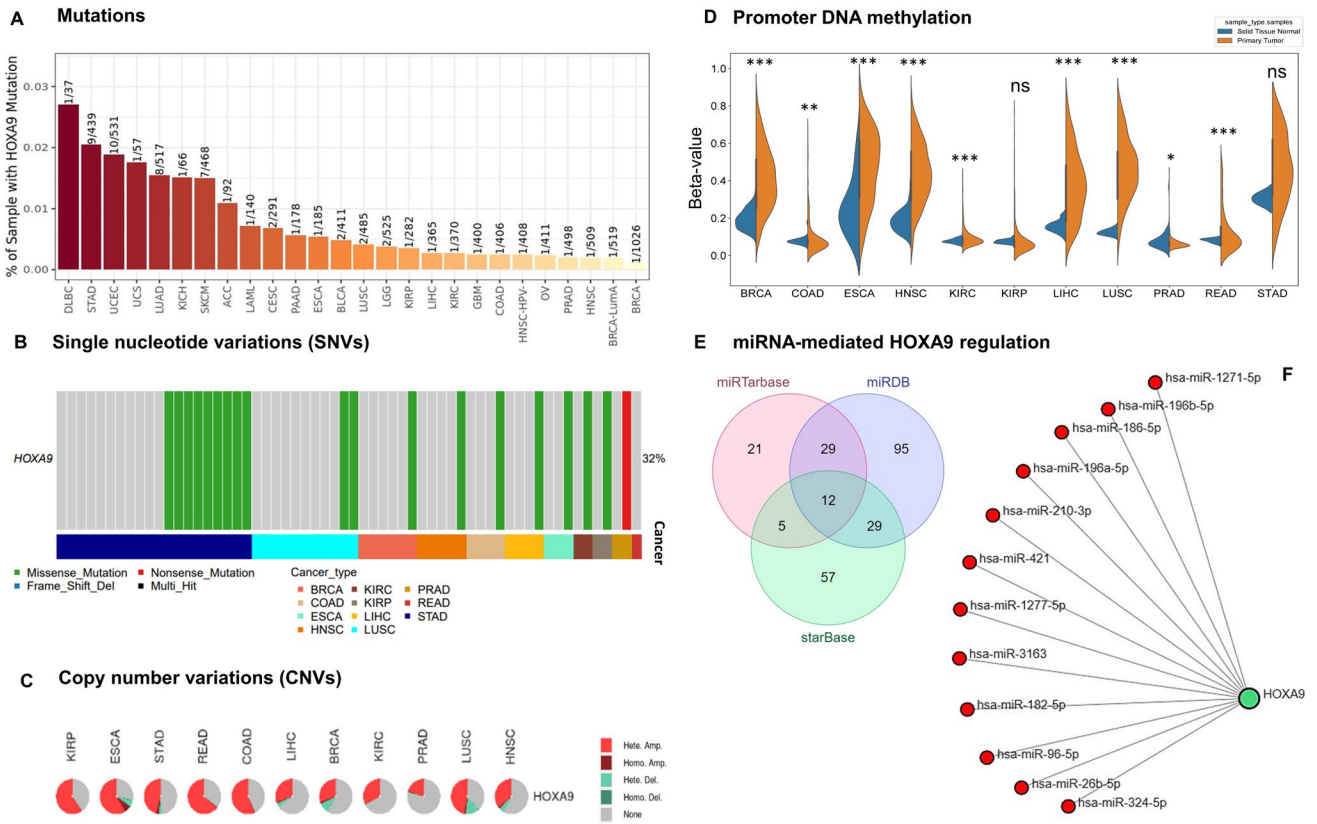 A Mutations
% of Sample with HOXA9 Mutation
0.03
0.02
0.01
0.00
1/37
9/439
10/531
1/57
8/517
1/66
7/468
1/92
1/140
2/291
1/178
1/185
2/411
2/485
2/525
1/282
1/365
1/370
1/400
1/406
1/408
1/411
1/498
1/509
1/519
1/1026
DLBC
STAD
UCEC
UCS
LUAD
KICH
SKCM
ACC
LAML
CESC
PAAD
ESCA
BLCA
LUSC
LGG
KIRP
LIHC
KIRC
GBM
COAD
HNSC-HPV-
OV
PRAD
HNSC
BRCA-LumA
BRCA
B Single nucleotide variations (SNVs)
HOXA9
32%
Cancer
Missense_Mutation
Nonsense_Mutation
Frame_Shift_Del
Multi_Hit
Cancer_type
BRCA KIRC PRAD
COAD KIRP READ
ESCA LIHC STAD
HNSC LUSC
C Copy number variations (CNVs)
KIRP
ESCA
STAD
READ
COAD
LIHC
BRCA
KIRC
PRAD
LUSC
HNSC
HOXA9
Hete. Amp.
Homo. Amp.
Hete. Del.
Homo. Del.
None
D Promoter DNA methylation
sample_type.samples
Solid Tissue Normal
Primary Tumor
Beta-value
1.0
0.8
0.6
0.4
0.2
0.0
***
**
***
***
***
ns
***
***
*
***
ns
BRCA COAD ESCA HNSC KIRC KIRP LIHC LUSC PRAD READ STAD
E miRNA-mediated HOXA9 regulation
miRTarbase
miRDB
21
29
95
12
5
29
57
starBase
F
hsa-miR-1271-5p
hsa-miR-196b-5p
hsa-miR-186-5p
hsa-miR-196a-5p
hsa-miR-210-3p
hsa-miR-421
hsa-miR-1277-5p
hsa-miR-3163
HOXA9
hsa-miR-182-5p
hsa-miR-96-5p
hsa-miR-26b-5p
hsa-miR-324-5p